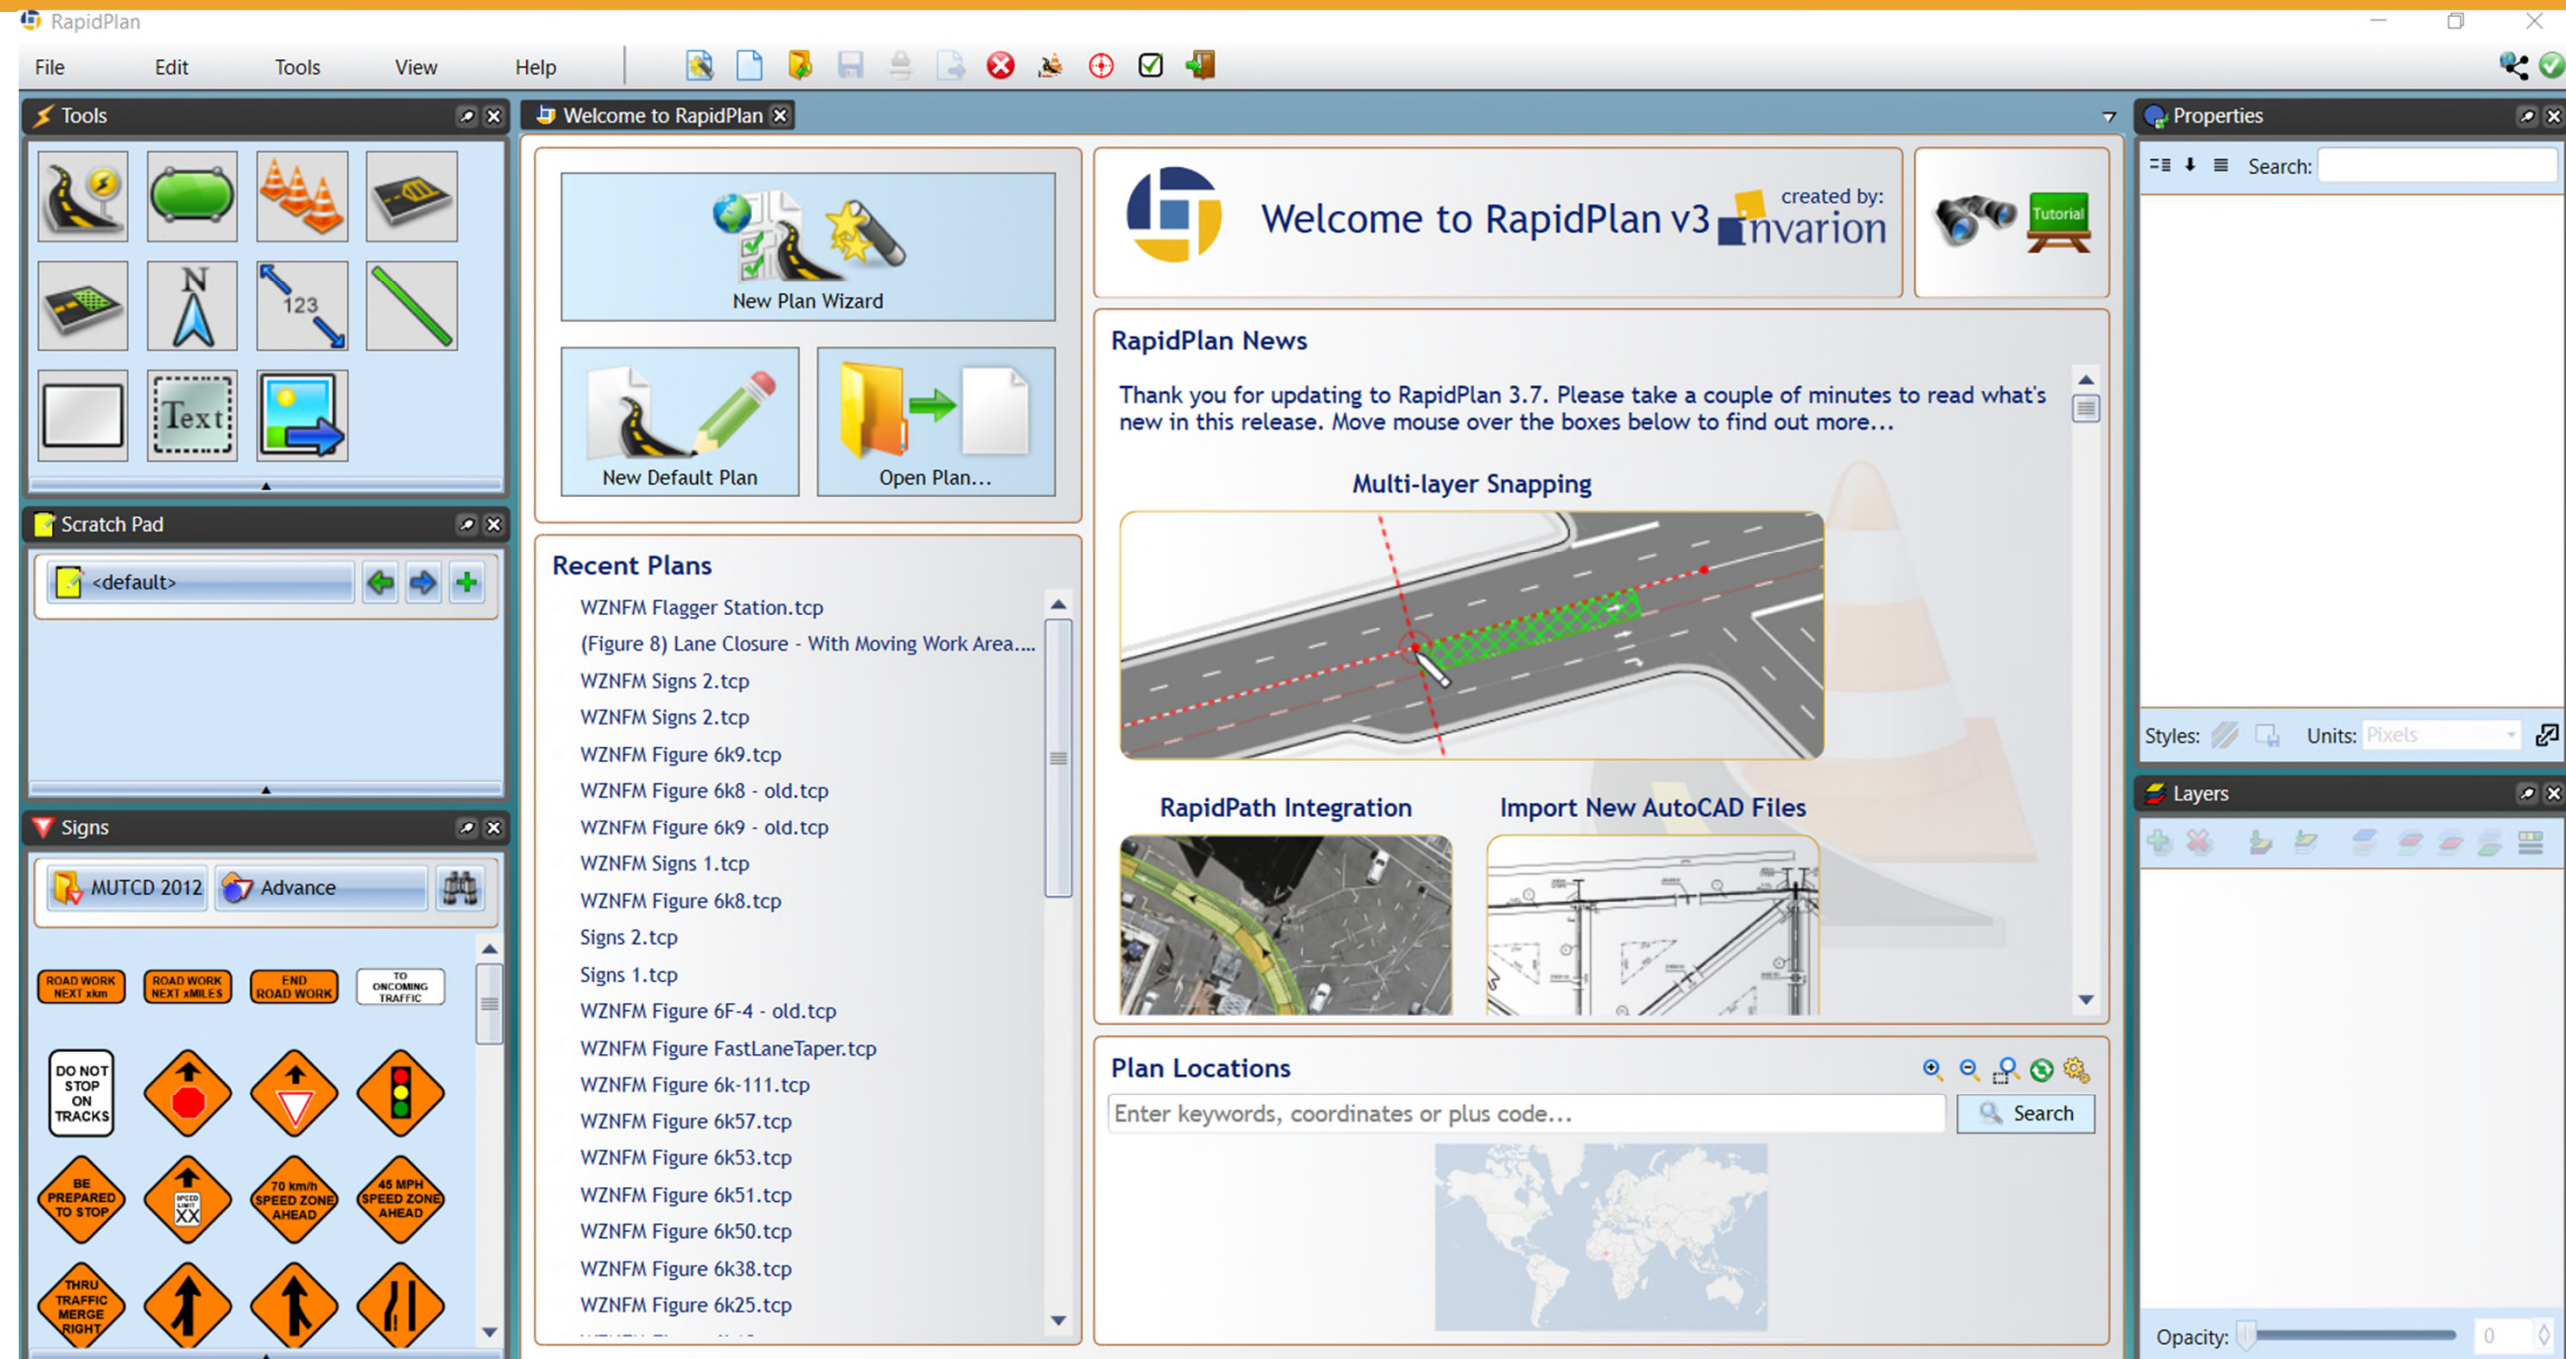 RapidPlan
File Edit Tools View Help
Tools
N
123
Text
Scratch Pad
<default>
Signs
MUTCD 2012 Advance
ROAD WORK
NEXT xkm
ROAD WORK
NEXT xMILES
END
ROAD WORK
TO
ONCOMING
TRAFFIC
DO NOT
STOP
ON
TRACKS
BE
PREPARED
TO STOP
SPEED
LIMIT
XX
70 km/h
SPEED ZONE
AHEAD
45 MPH
SPEED ZONE
AHEAD
THRU
TRAFFIC
MERGE
RIGHT
Welcome to RapidPlan
New Plan Wizard
New Default Plan
Open Plan...
Recent Plans
WZNFM Flagger Station.tcp
(Figure 8) Lane Closure - With Moving Work Area....
WZNFM Signs 2.tcp
WZNFM Signs 2.tcp
WZNFM Figure 6k9.tcp
WZNFM Figure 6k8 - old.tcp
WZNFM Figure 6k9 - old.tcp
WZNFM Signs 1.tcp
WZNFM Figure 6k8.tcp
Signs 2.tcp
Signs 1.tcp
WZNFM Figure 6F-4 - old.tcp
WZNFM Figure FastLaneTaper.tcp
WZNFM Figure 6k-111.tcp
WZNFM Figure 6k57.tcp
WZNFM Figure 6k53.tcp
WZNFM Figure 6k51.tcp
WZNFM Figure 6k50.tcp
WZNFM Figure 6k38.tcp
WZNFM Figure 6k25.tcp
Welcome to RapidPlan v3
created by:
invarion
Tutorial
RapidPlan News
Thank you for updating to RapidPlan 3.7. Please take a couple of minutes to read what's
new in this release. Move mouse over the boxes below to find out more...
Multi-layer Snapping
RapidPath Integration
Import New AutoCAD Files
Plan Locations
Enter keywords, coordinates or plus code...
Search
Properties
Search:
Styles: Units: Pixels
Layers
Opacity: 0